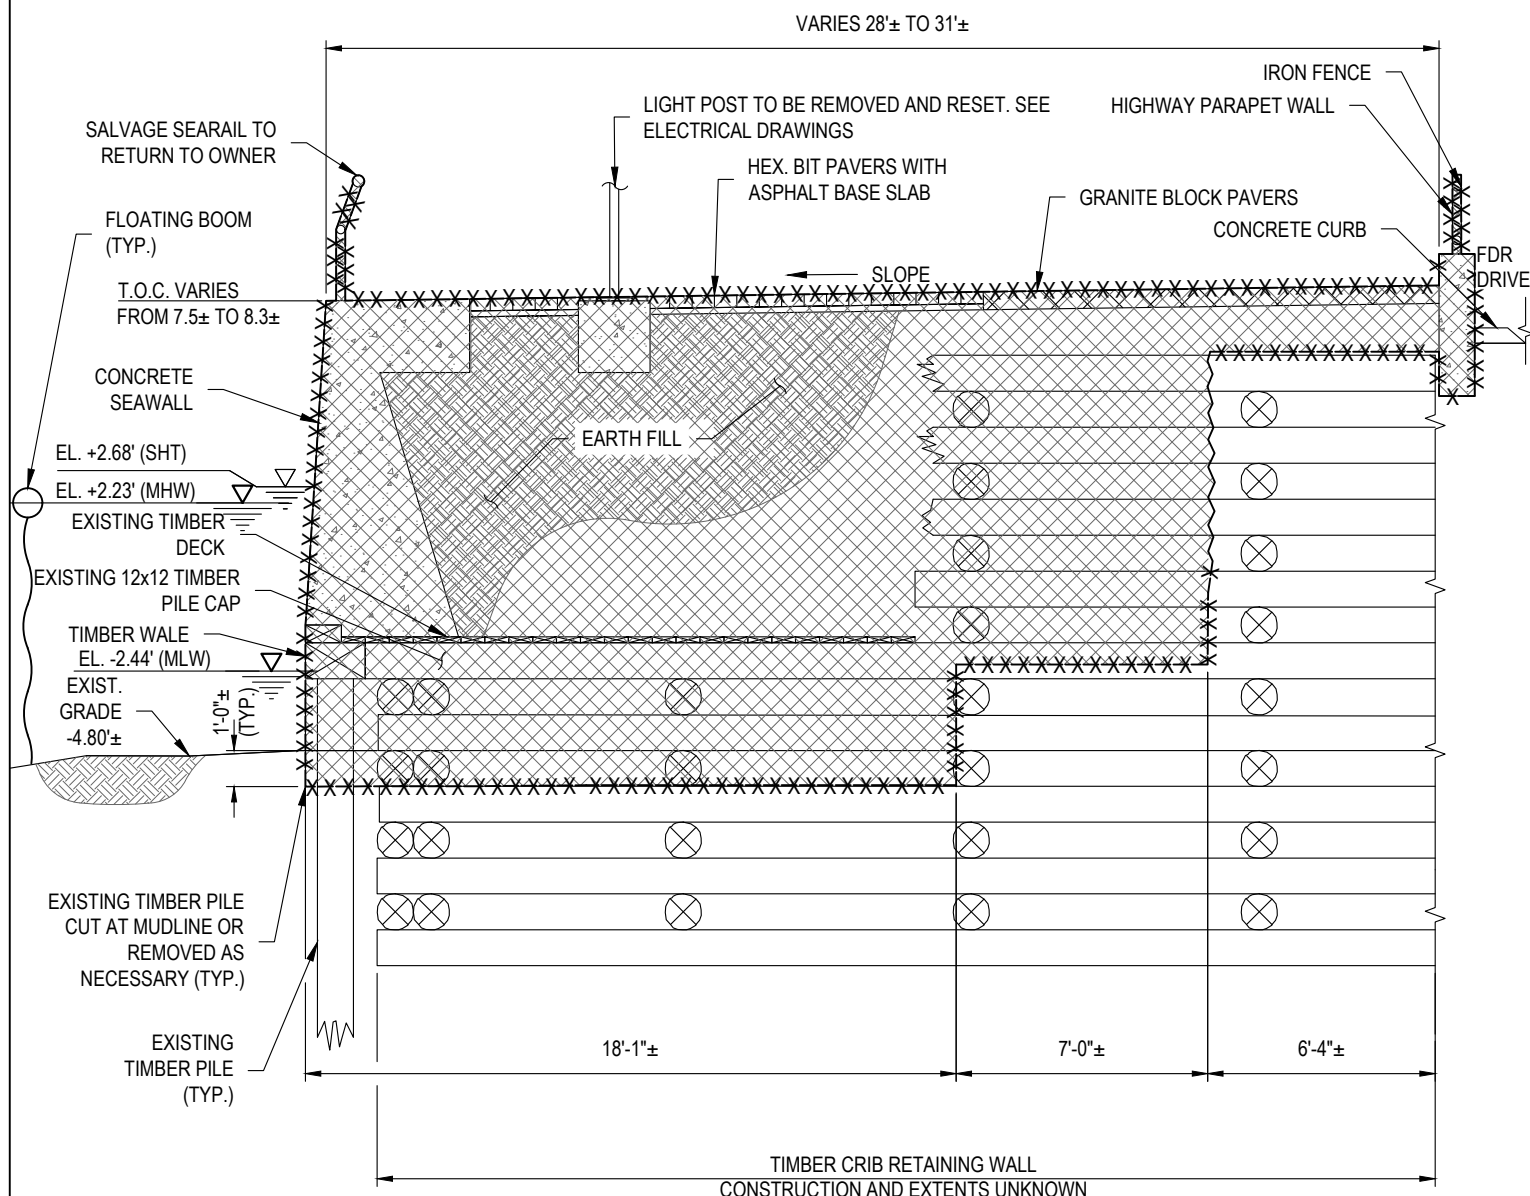 VARIES 28'± TO 31'±
IRON FENCE
HIGHWAY PARAPET WALL
LIGHT POST TO BE REMOVED AND RESET. SEE
ELECTRICAL DRAWINGS
SALVAGE SEARAIL TO
RETURN TO OWNER
HEX. BIT PAVERS WITH
ASPHALT BASE SLAB
GRANITE BLOCK PAVERS
FLOATING BOOM
(TYP.)
CONCRETE CURB
FDR
DRIVE
SLOPE
T.O.C. VARIES
FROM 7.5± TO 8.3±
CONCRETE
SEAWALL
EARTH FILL
EL. +2.68' (SHT)
EL. +2.23' (MHW)
EXISTING TIMBER
DECK
EXISTING 12x12 TIMBER
PILE CAP
TIMBER WALE
EL. -2.44' (MLW)
EXIST.
GRADE
-4.80'±
1'-0"±
(TYP.)
EXISTING TIMBER PILE
CUT AT MUDLINE OR
REMOVED AS
NECESSARY (TYP.)
EXISTING
TIMBER PILE
(TYP.)
18'-1"±
7'-0"±
6'-4"±
TIMBER CRIB RETAINING WALL
CONSTRUCTION AND EXTENTS UNKNOWN